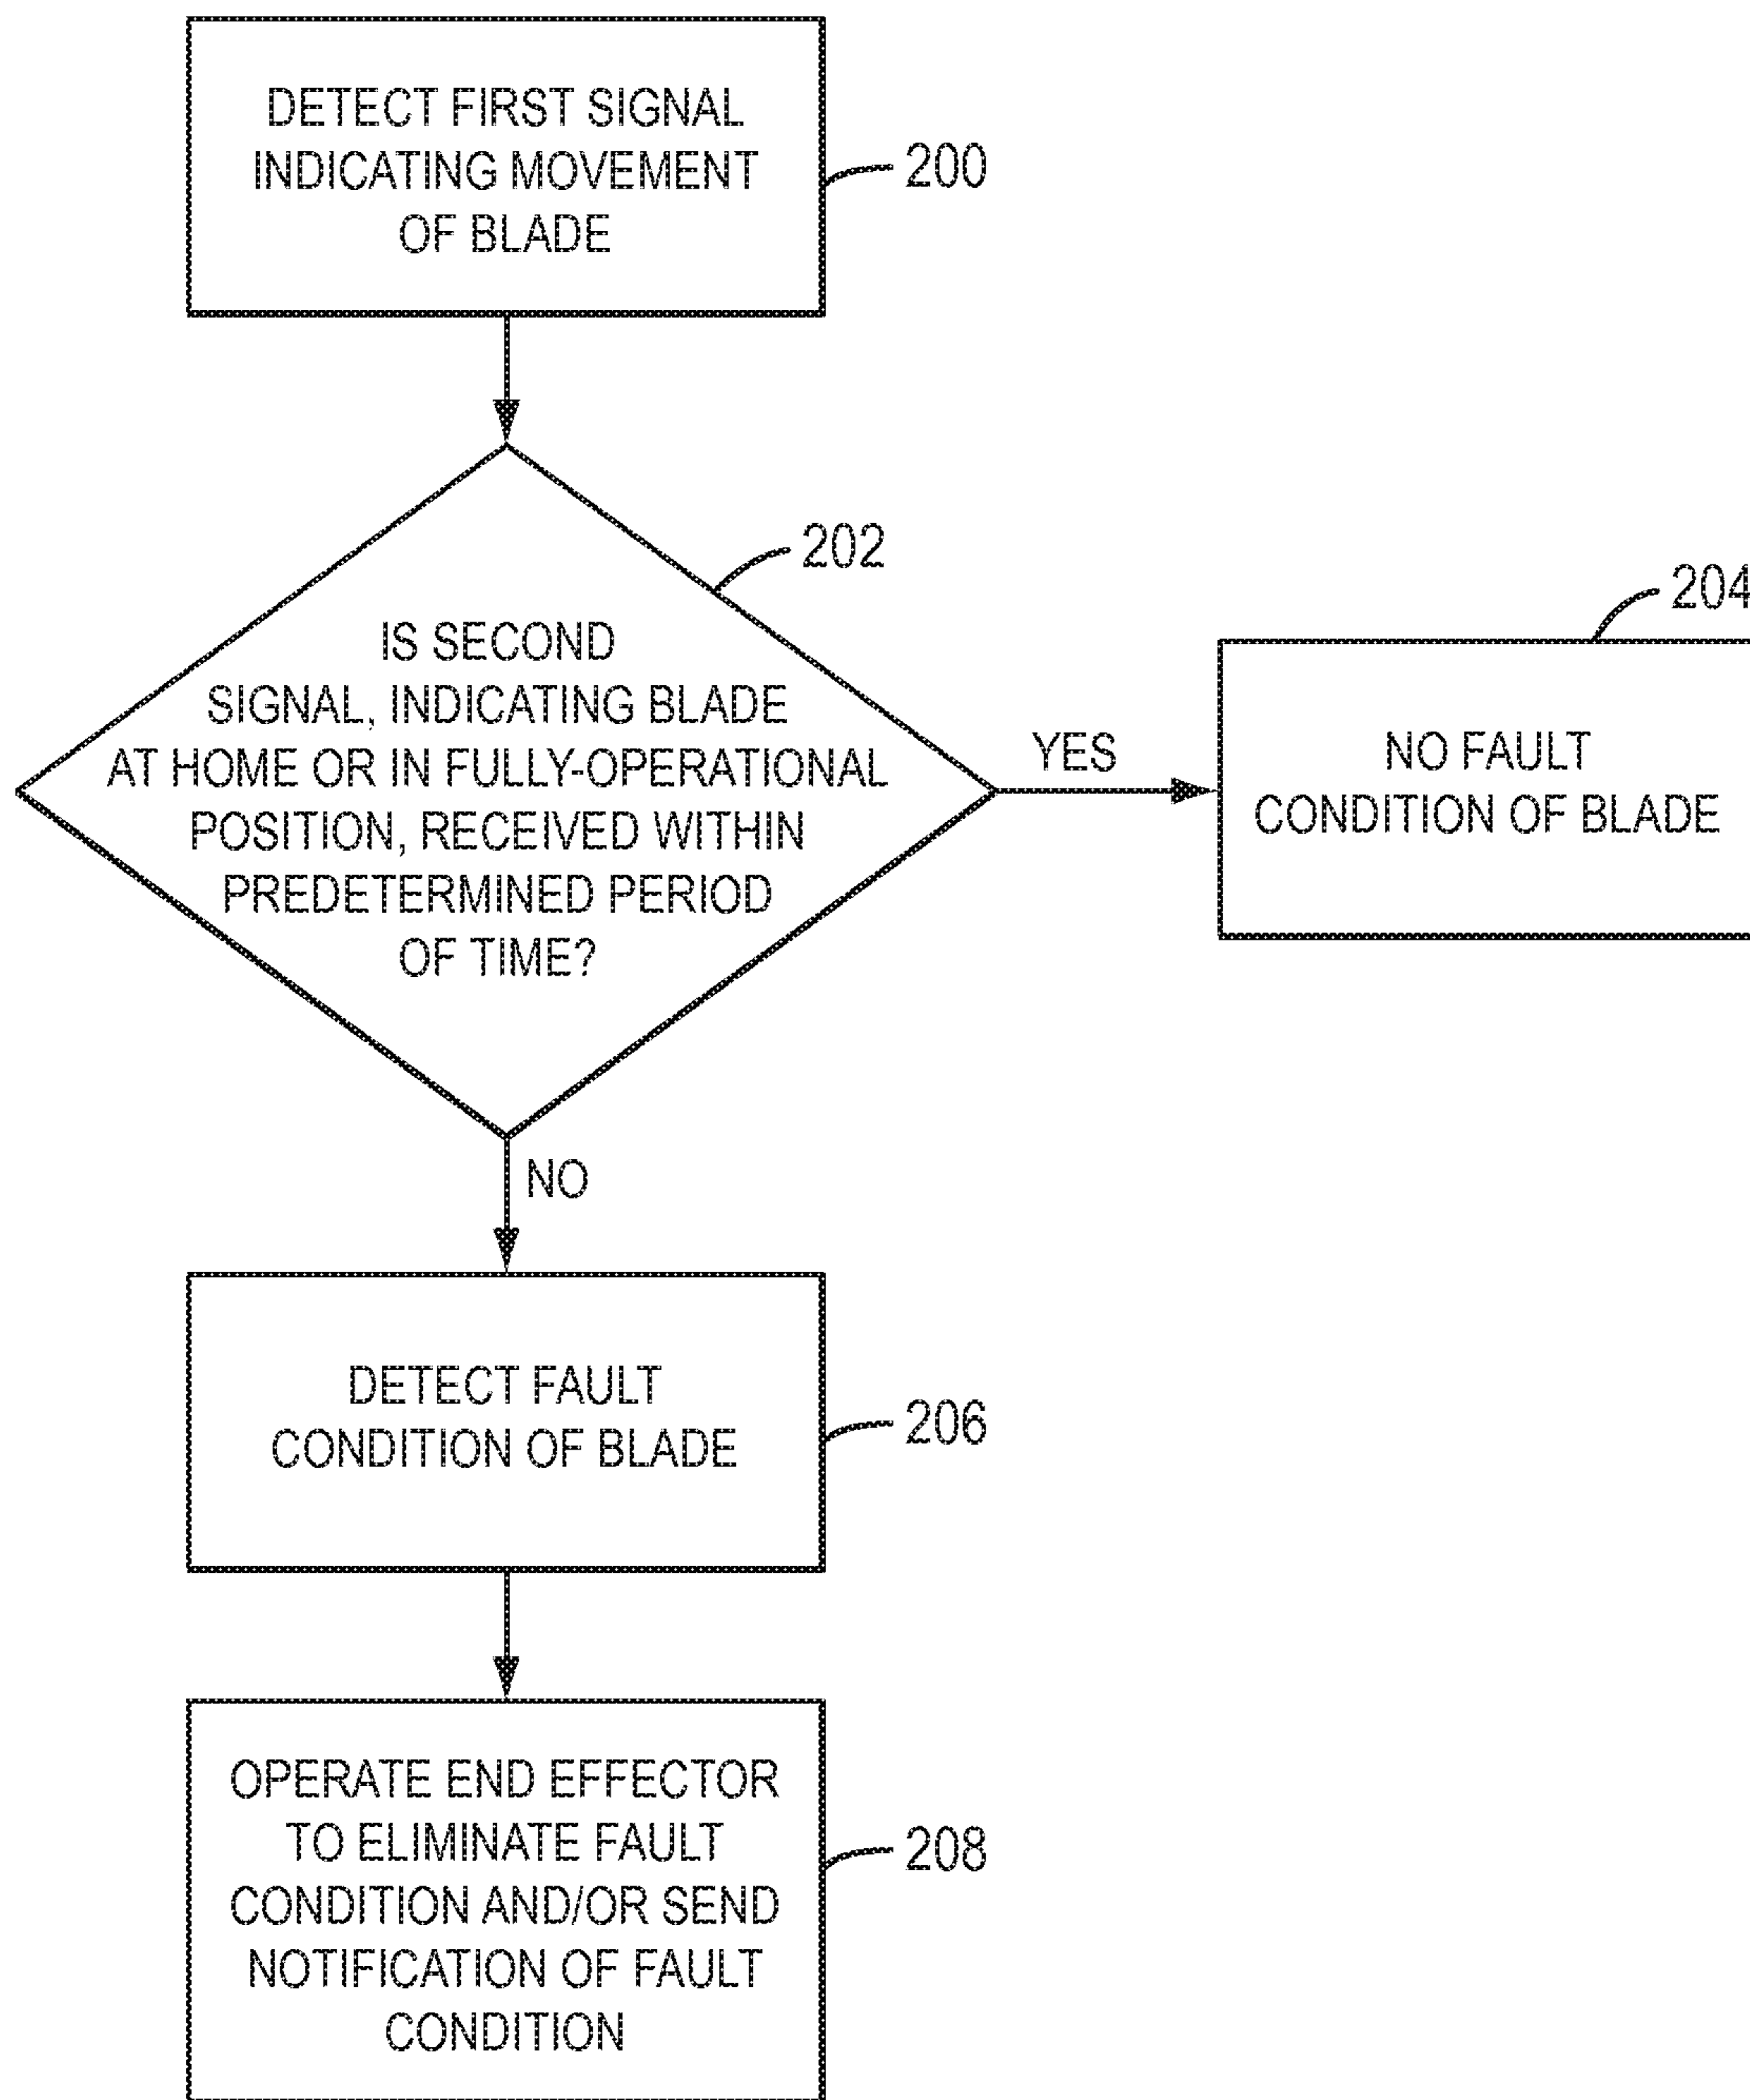 DETECT FIRST SIGNAL
INDICATING MOVEMENT
OF BLADE
200
202
IS SECOND
SIGNAL, INDICATING BLADE
AT HOME OR IN FULLY-OPERATIONAL
POSITION, RECEIVED WITHIN
PREDETERMINED PERIOD
OF TIME?
YES
204
NO FAULT
CONDITION OF BLADE
NO
DETECT FAULT
CONDITION OF BLADE
206
OPERATE END EFFECTOR
TO ELIMINATE FAULT
CONDITION AND/OR SEND
NOTIFICATION OF FAULT
CONDITION
208